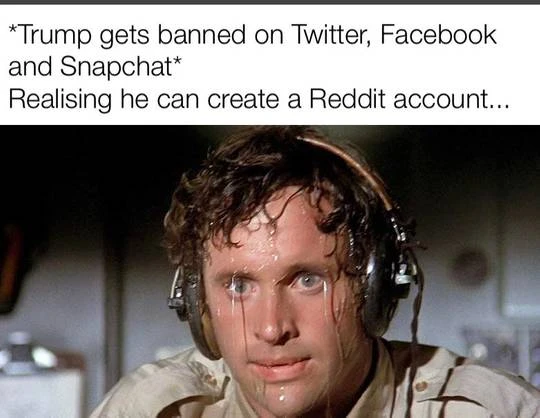 *Trump gets banned on Twitter, Facebook
and Snapchat*
Realising he can create a Reddit account...